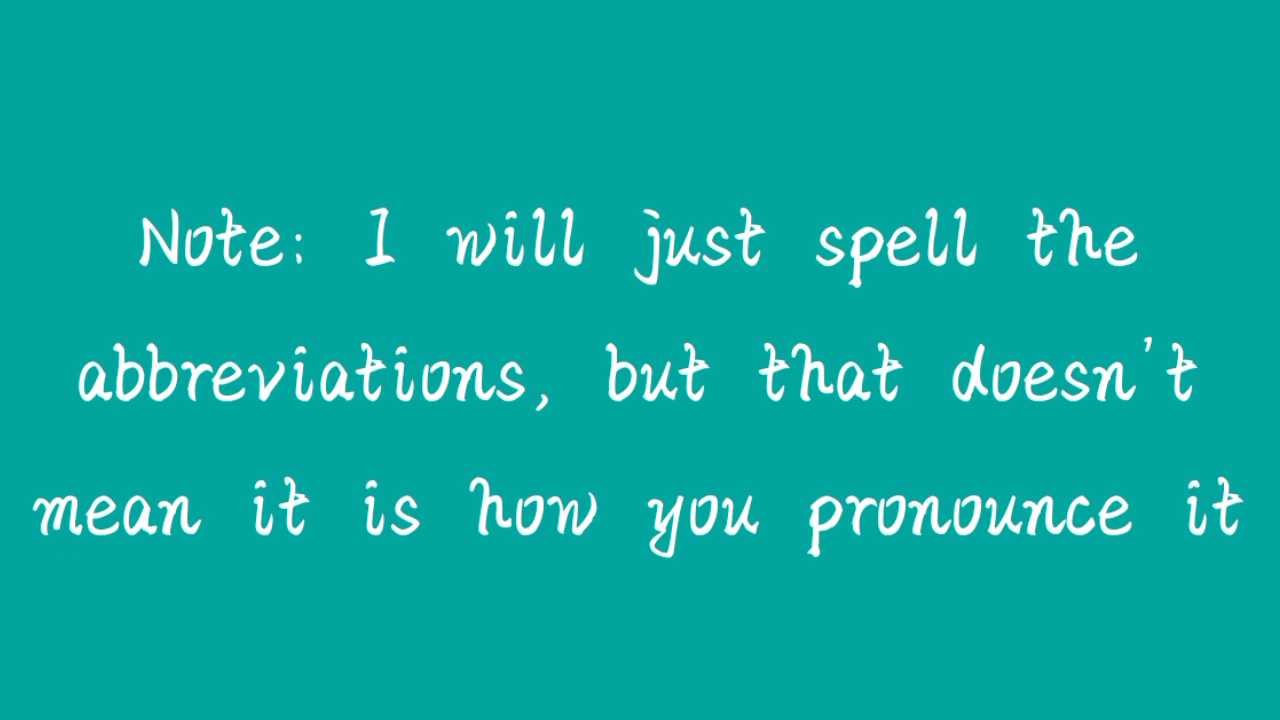 Note: I will just spell the
abbreviations, but that doesn't
mean it is how you pronounce it